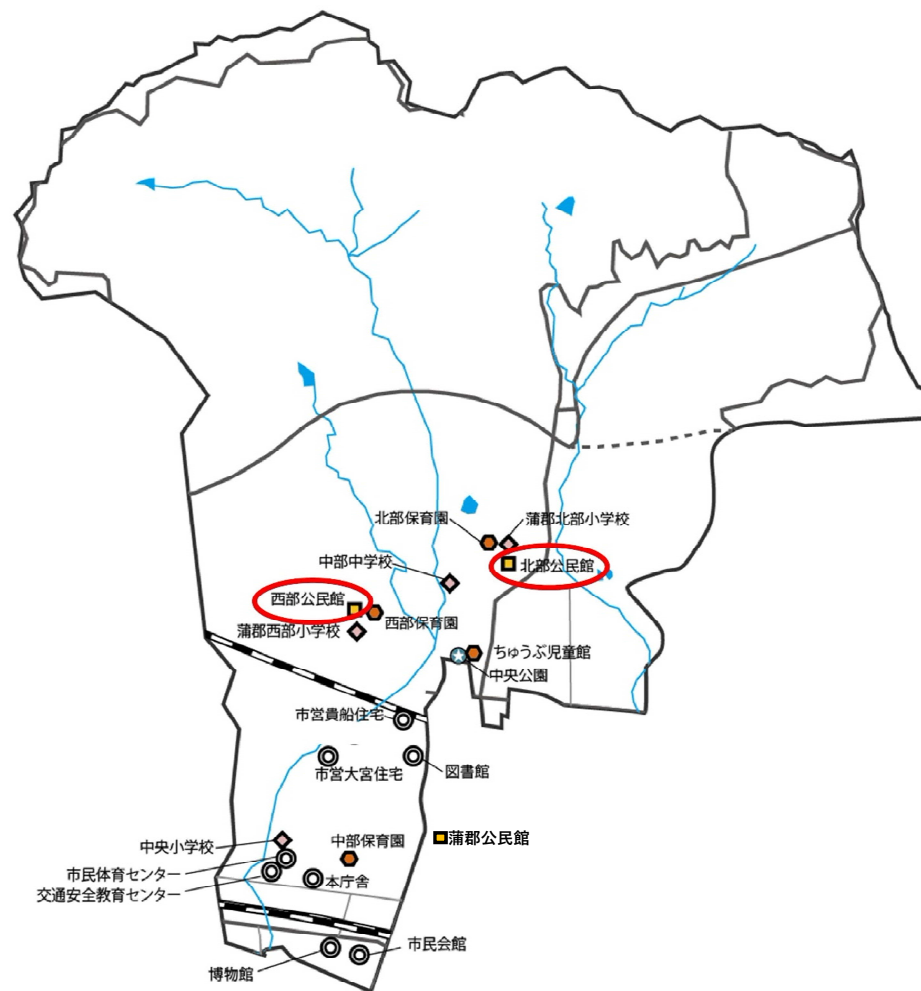 北部保育園
蒲郡北部小学校
中部中学校
北部公民館
西部公民館
西部保育園
蒲郡西部小学校
ちゅうぶ児童館
中央公園
市営貴船住宅
市営大宮住宅
図書館
蒲郡公民館
中央小学校
中部保育園
市民体育センター
本庁舎
交通安全教育センター
市民会館
博物館